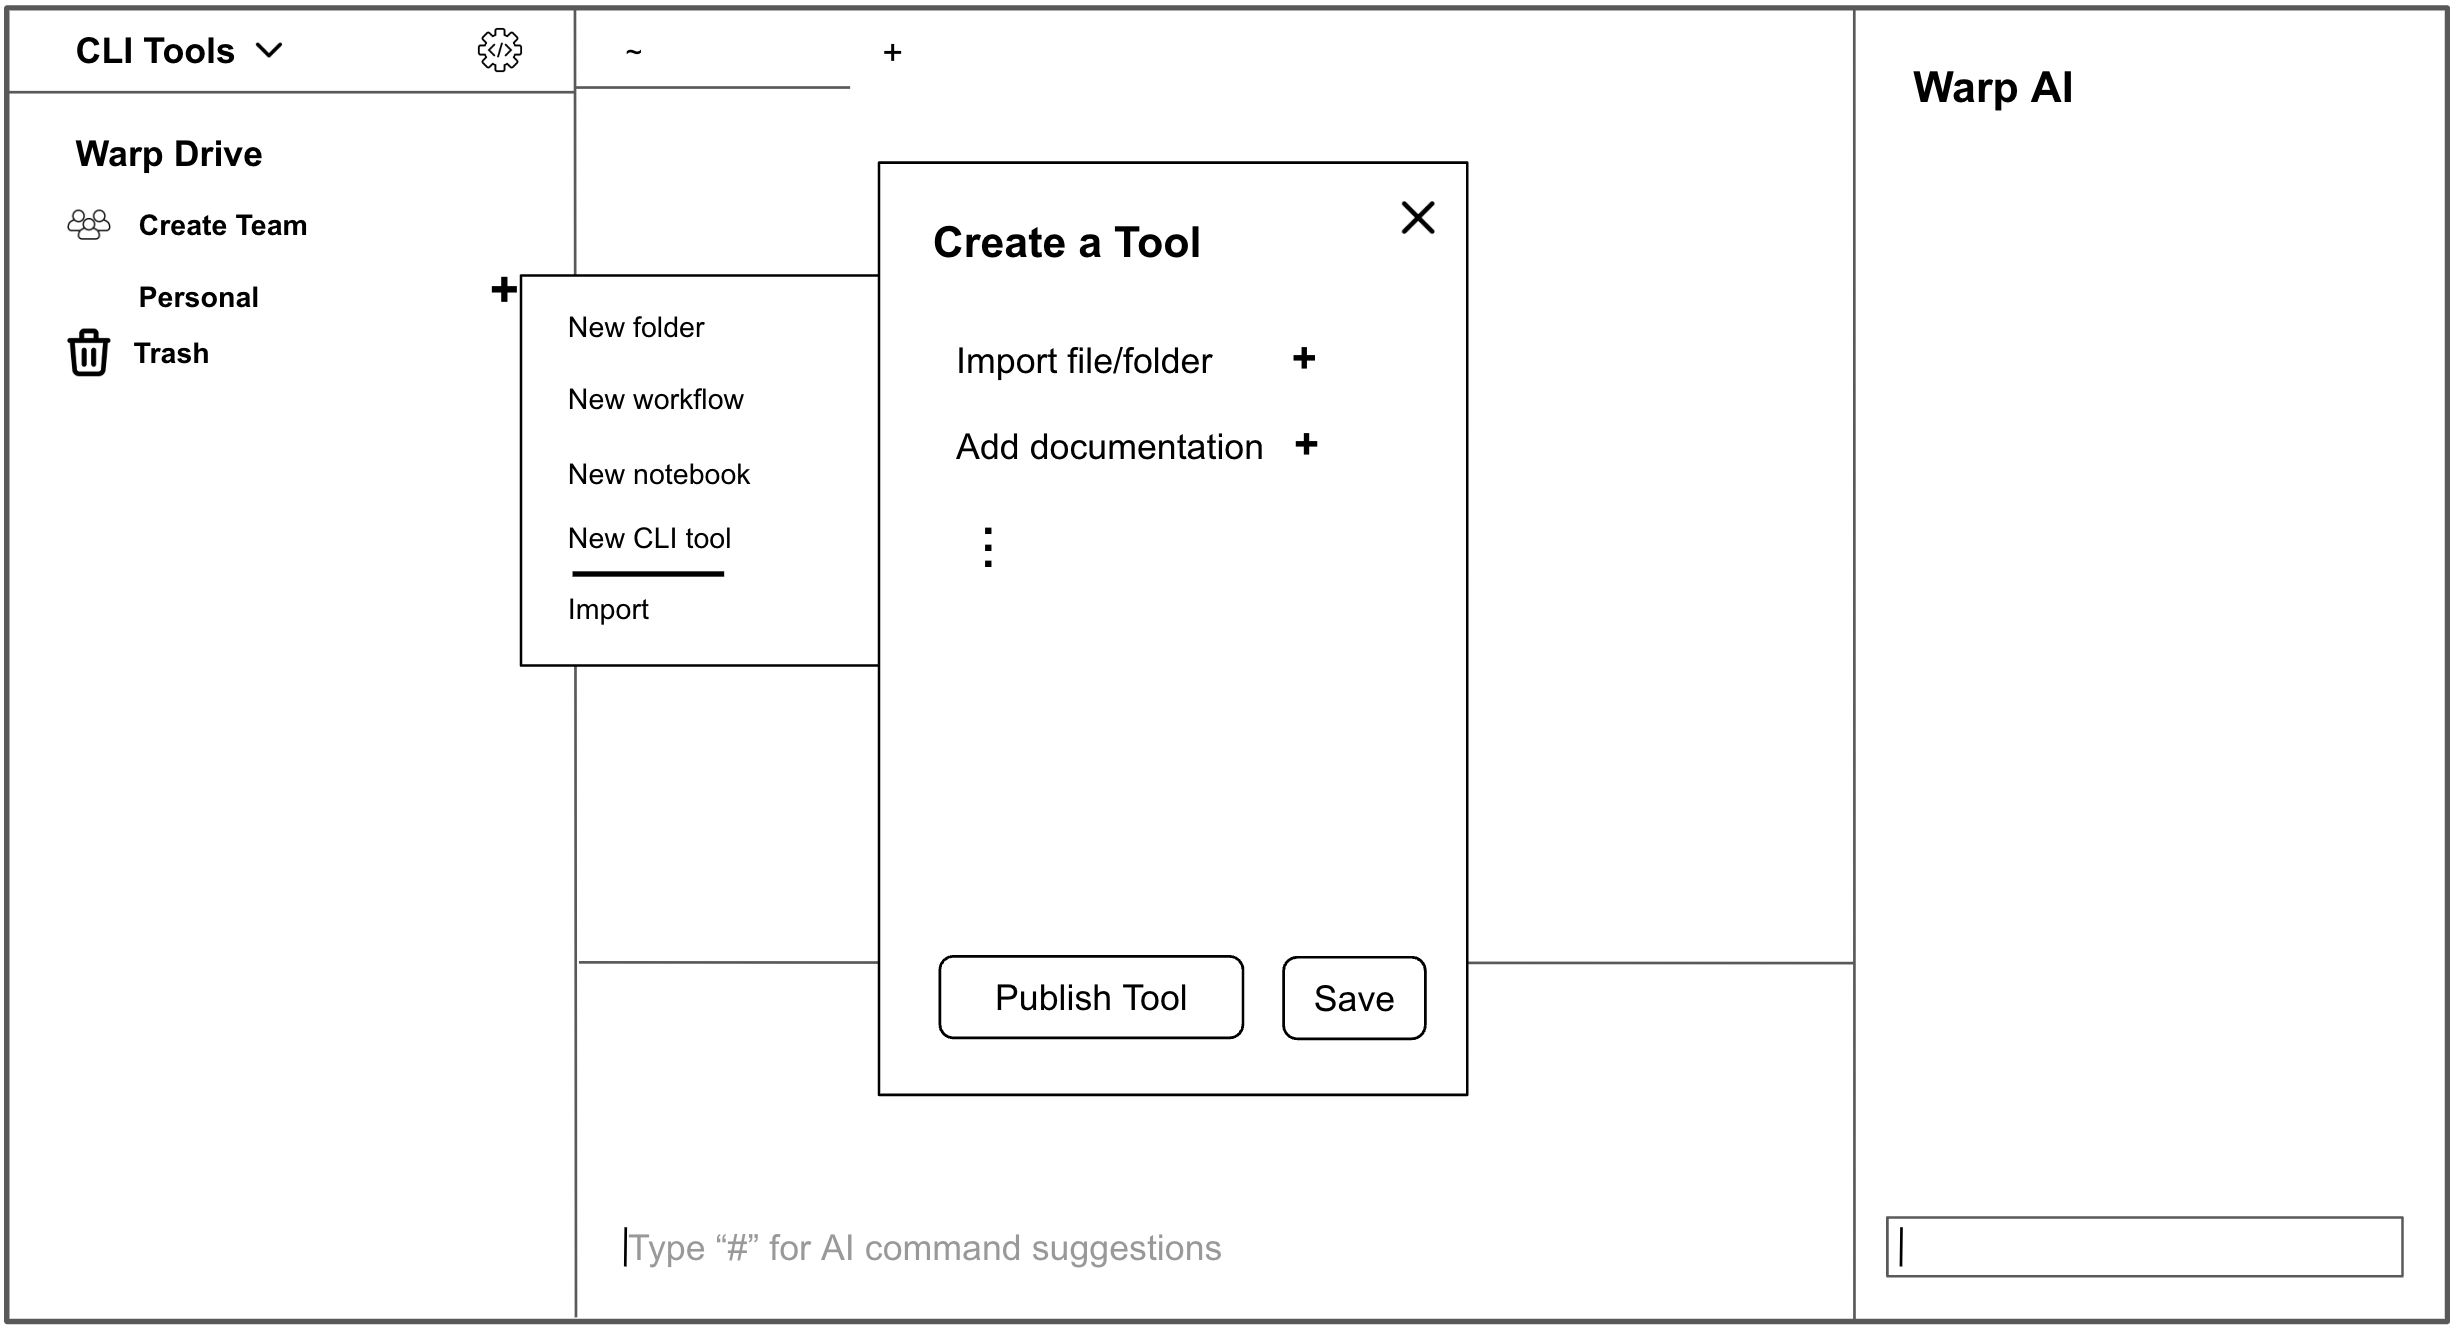 CLI Tools
</>
~
+
Warp AI
Warp Drive
Create Team
Personal
+
Trash
New folder
New workflow
New notebook
New CLI tool
Import
Create a Tool
Import file/folder +
Add documentation +
⋮
Publish Tool
Save
Type “#” for AI command suggestions